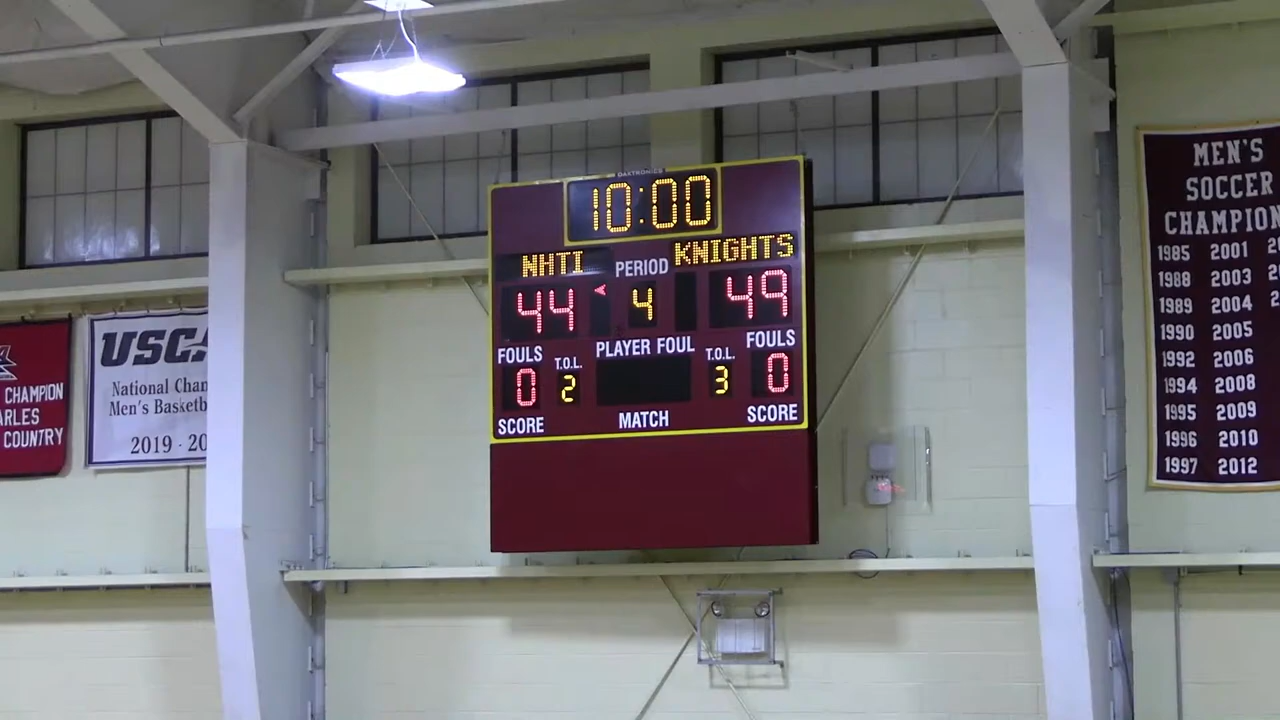 DAKTRONICS
10:00
NHTI
PERIOD
KNIGHTS
44
4
49
FOULS
PLAYER FOUL
FOULS
T.O.L.
T.O.L.
0
2
3
0
SCORE
MATCH
SCORE
CHAMPION
COUNTRY
USCA
National Cham
Men's Basketb
2019 - 20
MEN'S
SOCCER
CHAMPION
1985 2001
1988 2003
1989 2004
1990 2005
1992 2006
1994 2008
1995 2009
1996 2010
1997 2012